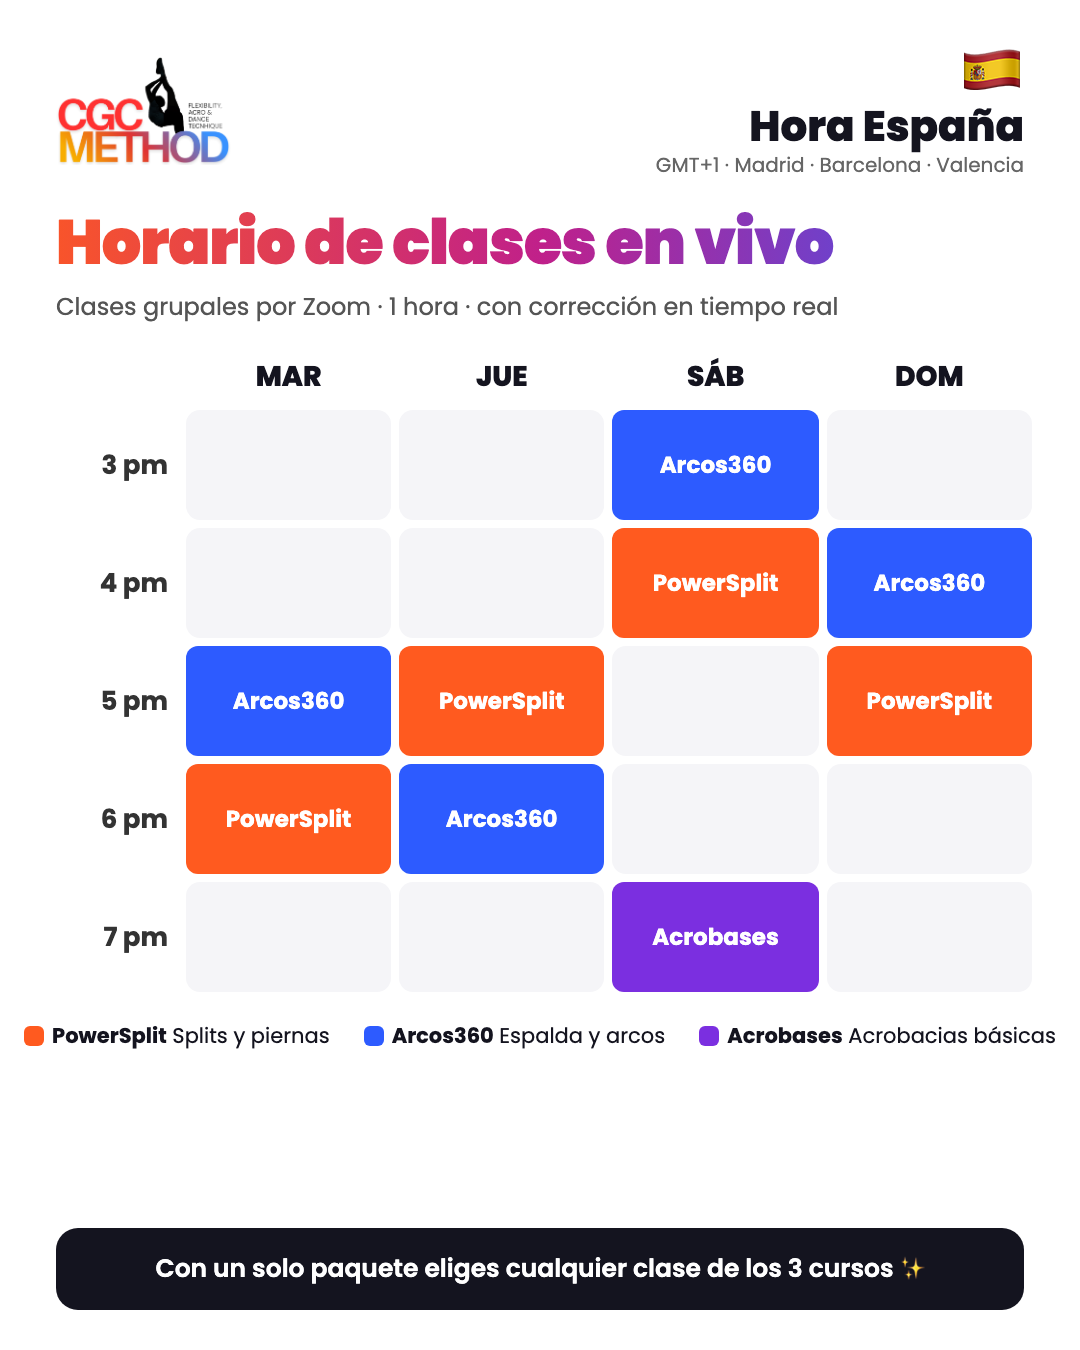 CGC
METHOD
FLEXIBILITY,
ACRO &
DANCE
TECNHIQUE
Hora España
GMT+1 · Madrid · Barcelona · Valencia
Horario de clases en vivo
Clases grupales por Zoom · 1 hora · con corrección en tiempo real
MAR JUE SÁB DOM
3 pm Arcos360
4 pm PowerSplit Arcos360
5 pm Arcos360 PowerSplit PowerSplit
6 pm PowerSplit Arcos360
7 pm Acrobases
PowerSplit Splits y piernas Arcos360 Espalda y arcos Acrobases Acrobacias básicas
Con un solo paquete eliges cualquier clase de los 3 cursos ✨